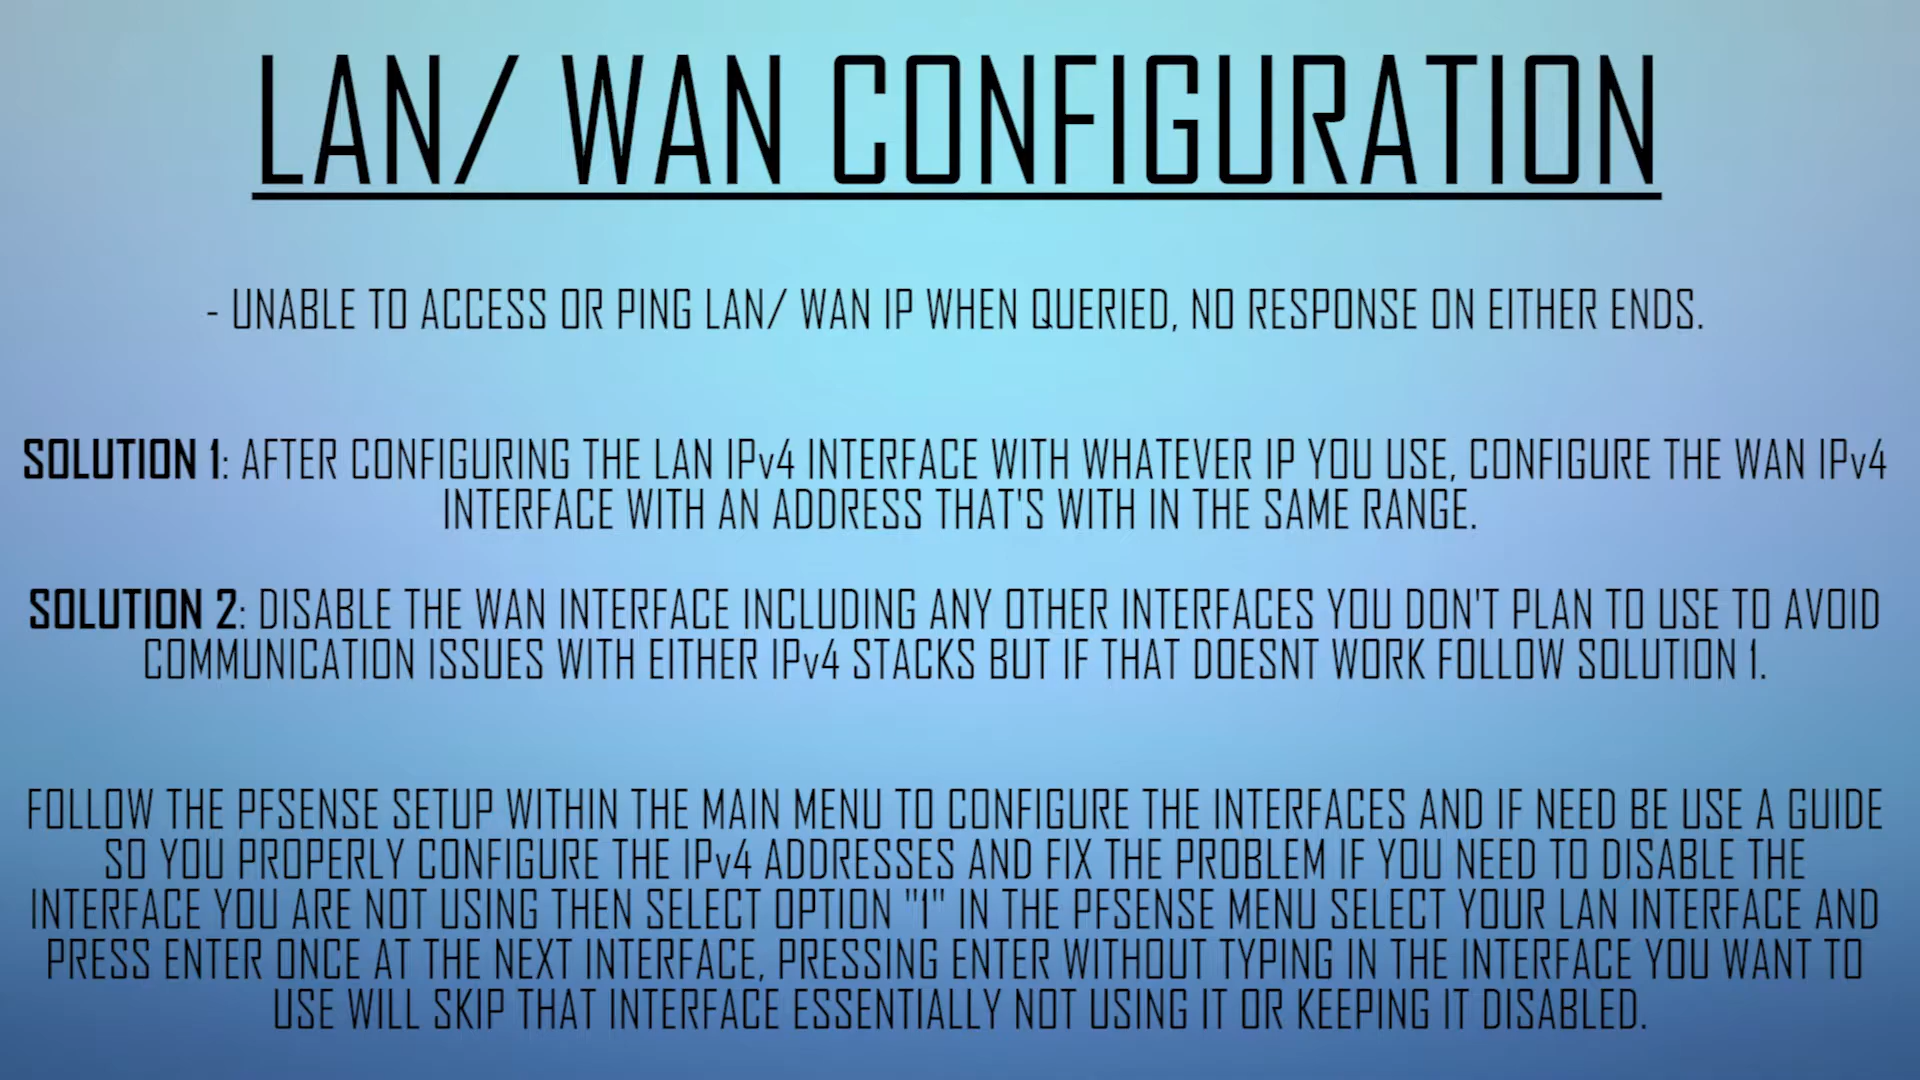 LAN/ WAN CONFIGURATION
- UNABLE TO ACCESS OR PING LAN/ WAN IP WHEN QUERIED, NO RESPONSE ON EITHER ENDS.
SOLUTION 1: AFTER CONFIGURING THE LAN IPv4 INTERFACE WITH WHATEVER IP YOU USE, CONFIGURE THE WAN IPv4
INTERFACE WITH AN ADDRESS THAT'S WITH IN THE SAME RANGE.
SOLUTION 2: DISABLE THE WAN INTERFACE INCLUDING ANY OTHER INTERFACES YOU DON'T PLAN TO USE TO AVOID
COMMUNICATION ISSUES WITH EITHER IPv4 STACKS BUT IF THAT DOESNT WORK FOLLOW SOLUTION 1.
FOLLOW THE PFSENSE SETUP WITHIN THE MAIN MENU TO CONFIGURE THE INTERFACES AND IF NEED BE USE A GUIDE
SO YOU PROPERLY CONFIGURE THE IPv4 ADDRESSES AND FIX THE PROBLEM IF YOU NEED TO DISABLE THE
INTERFACE YOU ARE NOT USING THEN SELECT OPTION "1" IN THE PFSENSE MENU SELECT YOUR LAN INTERFACE AND
PRESS ENTER ONCE AT THE NEXT INTERFACE, PRESSING ENTER WITHOUT TYPING IN THE INTERFACE YOU WANT TO
USE WILL SKIP THAT INTERFACE ESSENTIALLY NOT USING IT OR KEEPING IT DISABLED.